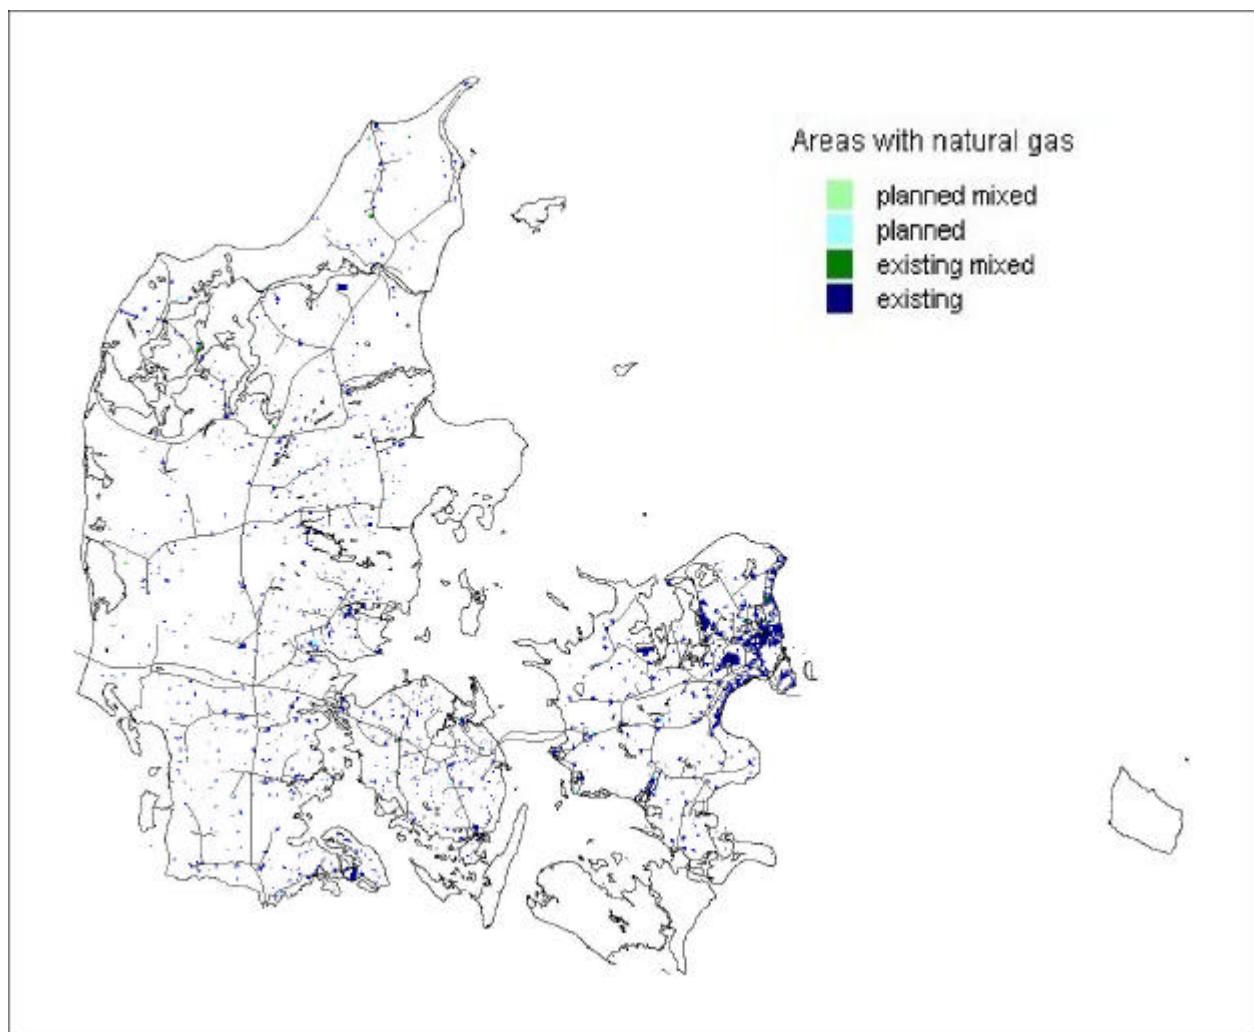 Areas with natural gas
planned mixed
planned
existing mixed
existing